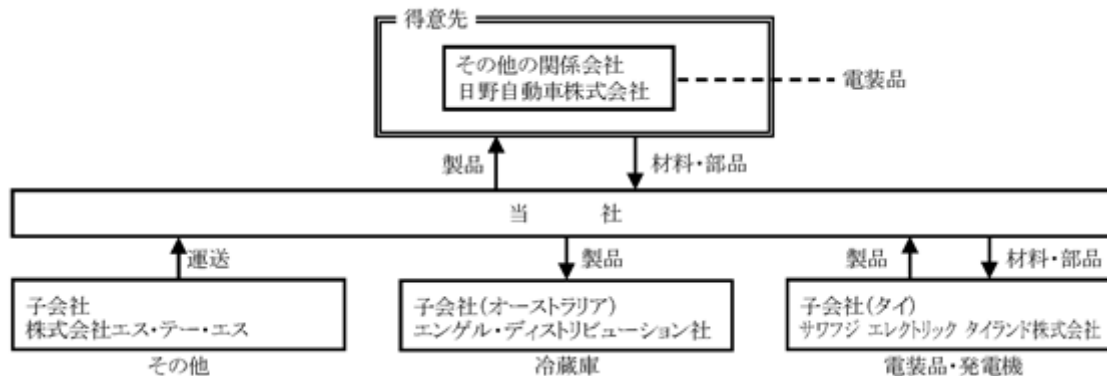 得意先
その他の関係会社
日野自動車株式会社
電装品
製品
材料・部品
当社
運送
製品
製品
材料・部品
子会社
株式会社エス・テー・エス
子会社(オーストラリア)
エンゲル・ディストリビューション社
子会社(タイ)
サワフジ エレクトリック タイランド株式会社
その他
冷蔵庫
電装品・発電機